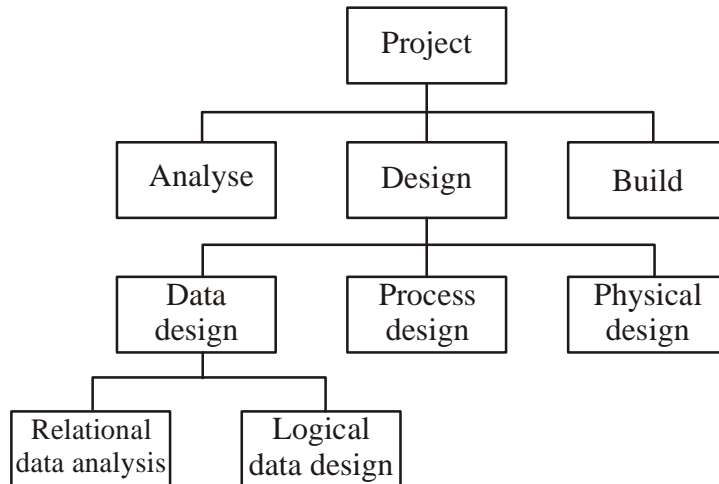 Project
Analyse
Design
Build
Data
design
Process
design
Physical
design
Relational
data analysis
Logical
data design